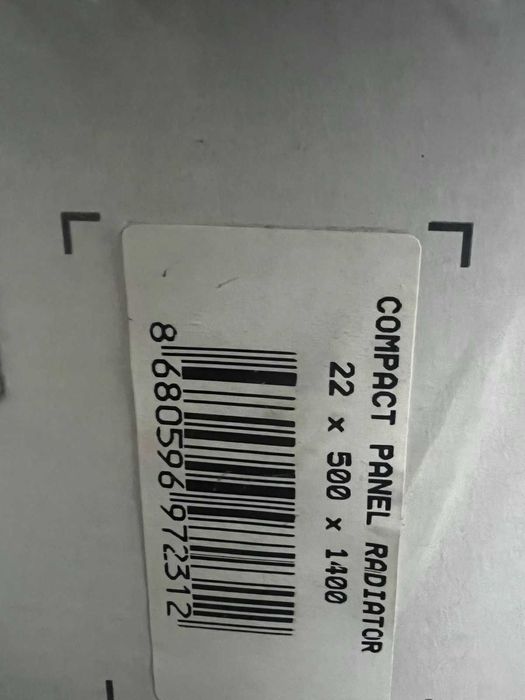 COMPACT PANEL RADIATOR
22 x 500 x 1400
8 680596 972312